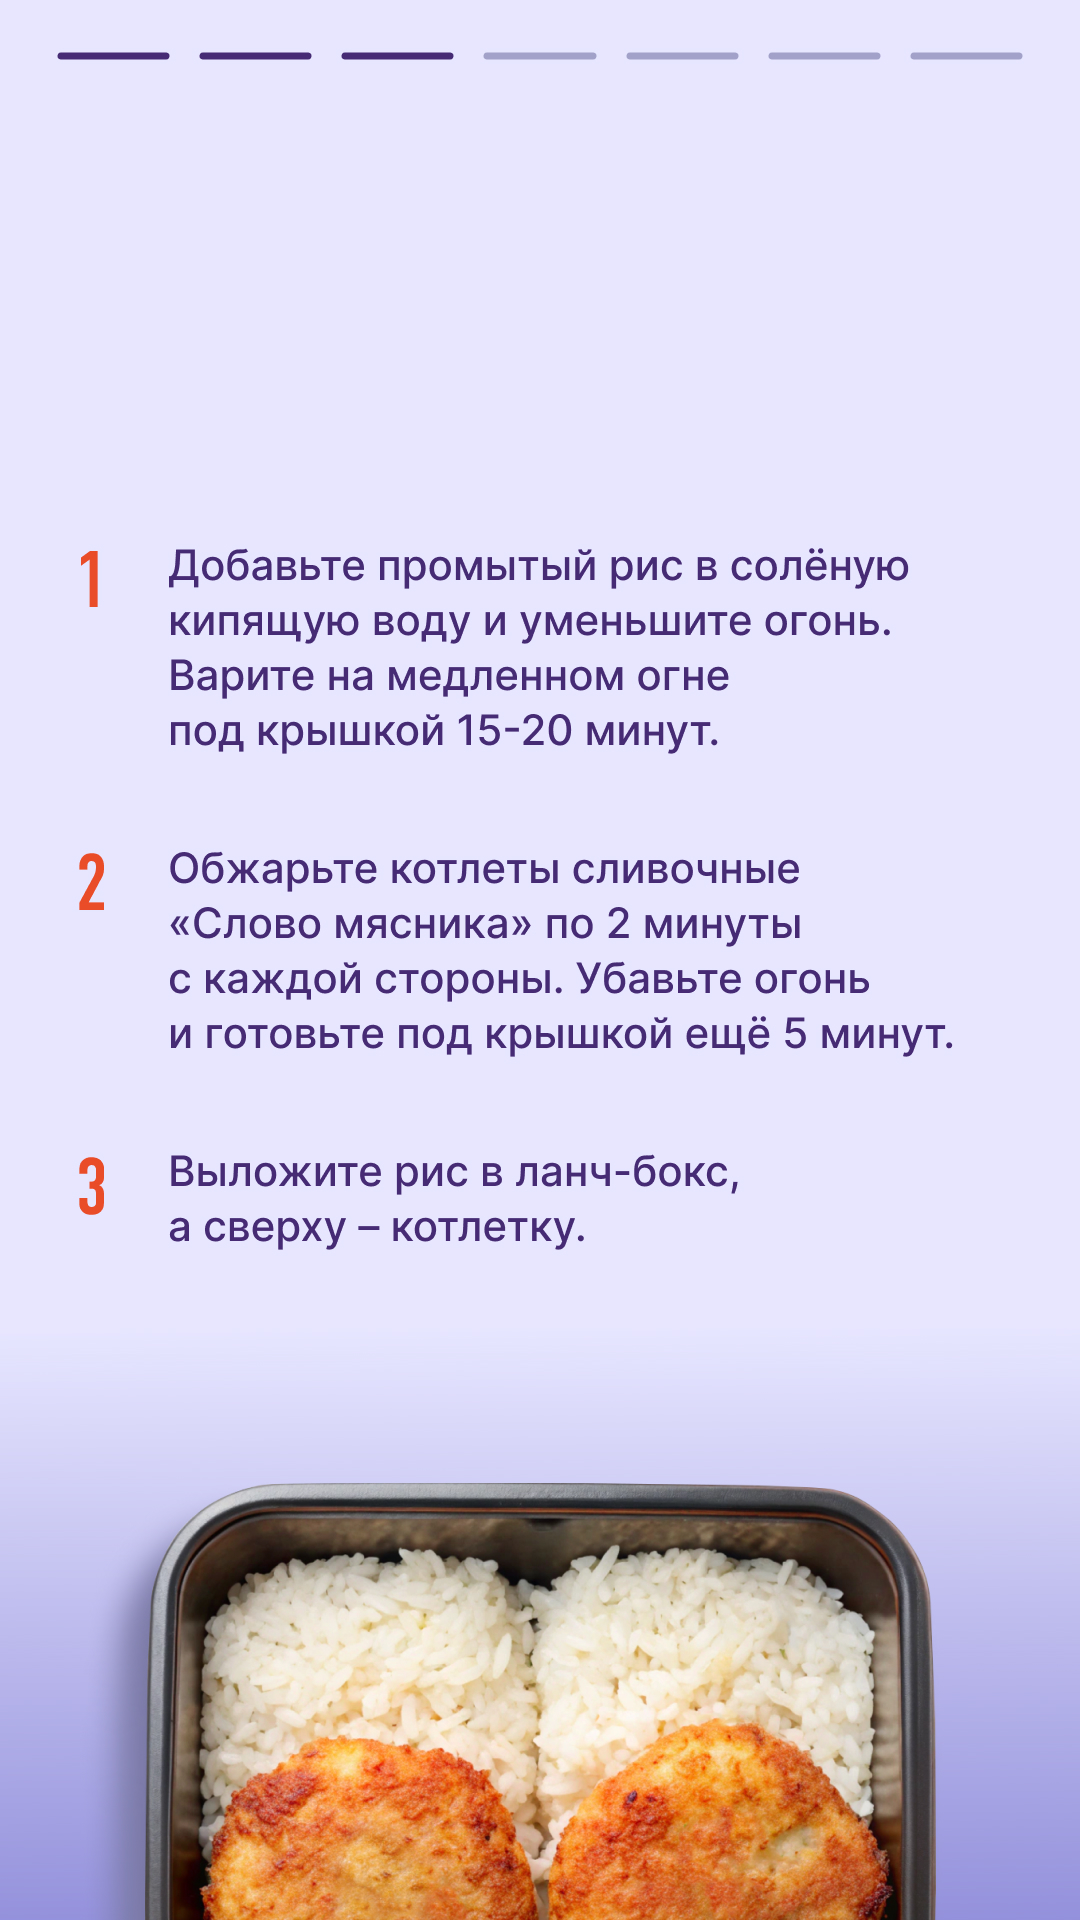 1 Добавьте промытый рис в солёную
кипящую воду и уменьшите огонь.
Варите на медленном огне
под крышкой 15-20 минут.
2 Обжарьте котлеты сливочные
«Слово мясника» по 2 минуты
с каждой стороны. Убавьте огонь
и готовьте под крышкой ещё 5 минут.
3 Выложите рис в ланч-бокс,
а сверху – котлетку.